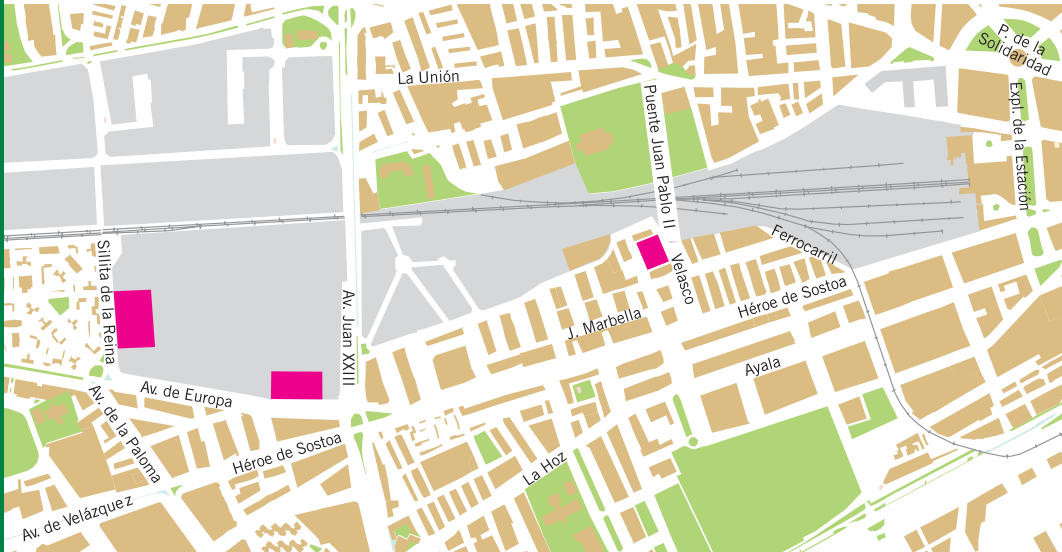 P. de la
Solidaridad
La Unión
Puente Juan Pablo II
Expl. de la Estación
Sillita de la Reina
Ferrocarril
Velasco
Héroe de Sostoa
Av. Juan XXIII
J. Marbella
Ayala
Av. de Europa
Av. de la Paloma
Héroe de Sostoa
La Hoz
Av. de Velázquez